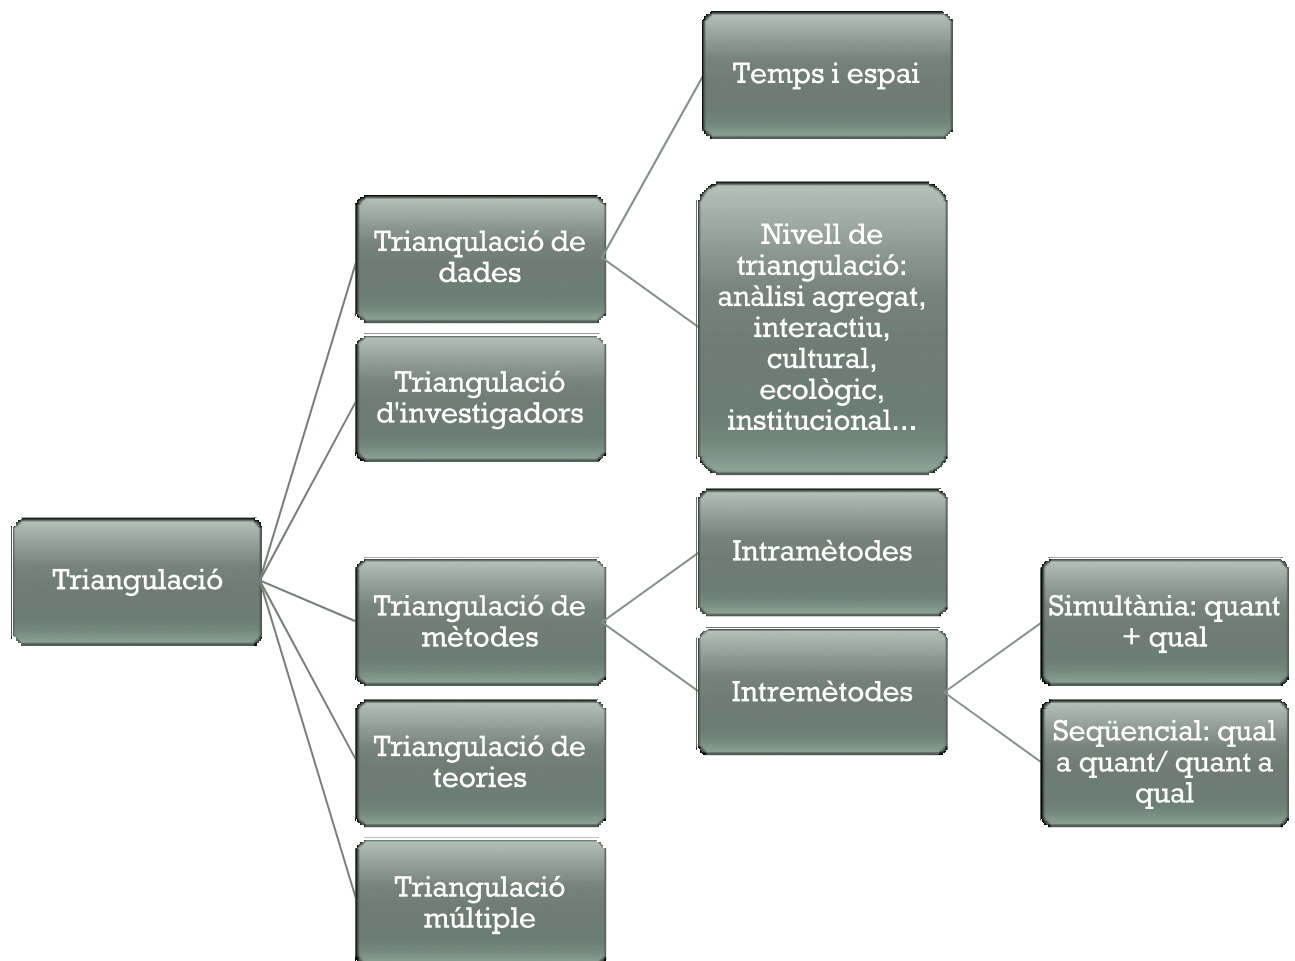 Temps i espai
Trianqulació de
dades
Nivell de
triangulació:
anàlisi agregat,
interactiu,
cultural,
ecològic,
institucional...
Triangulació
d'investigadors
Triangulació
Triangulació de
mètodes
Intramètodes
Intremètodes
Simultània: quant
+ qual
Seqüencial: qual
a quant/ quant a
qual
Triangulació de
teories
Triangulació
múltiple